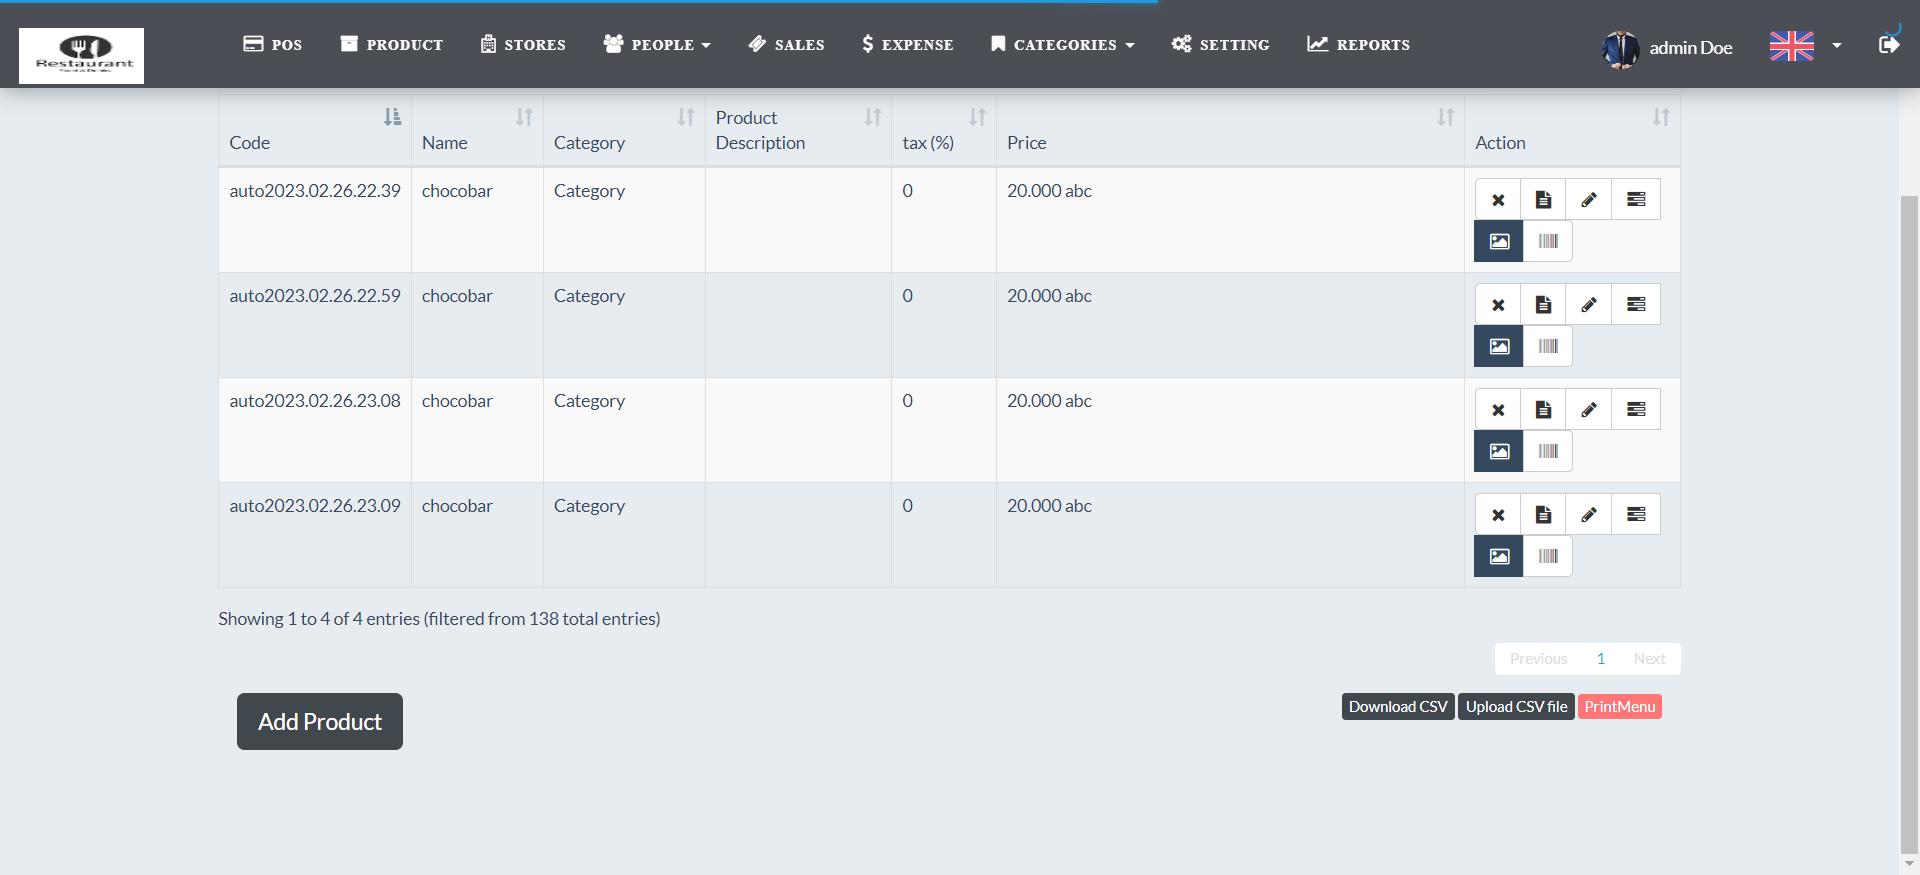 Restaurant
POS
PRODUCT
STORES
PEOPLE
SALES
EXPENSE
CATEGORIES
SETTING
REPORTS
admin Doe
Code
Name
Category
Product Description
tax (%)
Price
Action
auto2023.02.26.22.39 chocobar Category 0 20.000 abc
auto2023.02.26.22.59 chocobar Category 0 20.000 abc
auto2023.02.26.23.08 chocobar Category 0 20.000 abc
auto2023.02.26.23.09 chocobar Category 0 20.000 abc
Showing 1 to 4 of 4 entries (filtered from 138 total entries)
Previous 1 Next
Add Product
Download CSV
Upload CSV file
PrintMenu